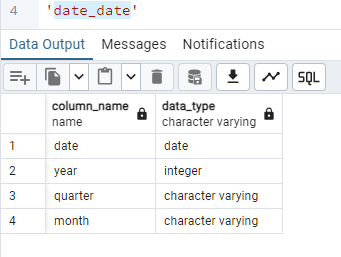 4 'date_date'
Data Output Messages Notifications
SQL
column_name data_type
name character varying
1 date date
2 year integer
3 quarter character varying
4 month character varying